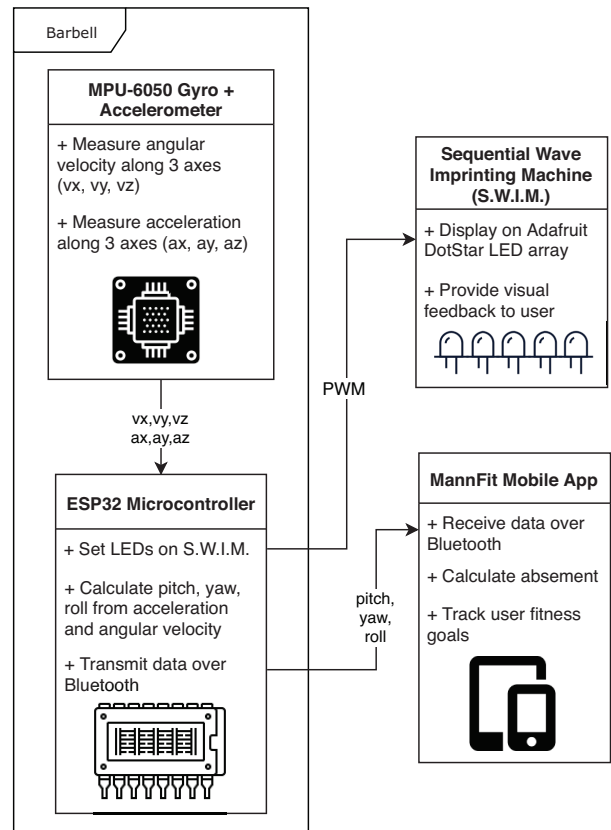 Barbell
MPU-6050 Gyro +
Accelerometer
+ Measure angular
velocity along 3 axes
(vx, vy, vz)
+ Measure acceleration
along 3 axes (ax, ay, az)
vx,vy,vz
ax,ay,az
ESP32 Microcontroller
+ Set LEDs on S.W.I.M.
+ Calculate pitch, yaw,
roll from acceleration
and angular velocity
+ Transmit data over
Bluetooth
PWM
pitch,
yaw,
roll
Sequential Wave
Imprinting Machine
(S.W.I.M.)
+ Display on Adafruit
DotStar LED array
+ Provide visual
feedback to user
MannFit Mobile App
+ Receive data over
Bluetooth
+ Calculate absement
+ Track user fitness
goals